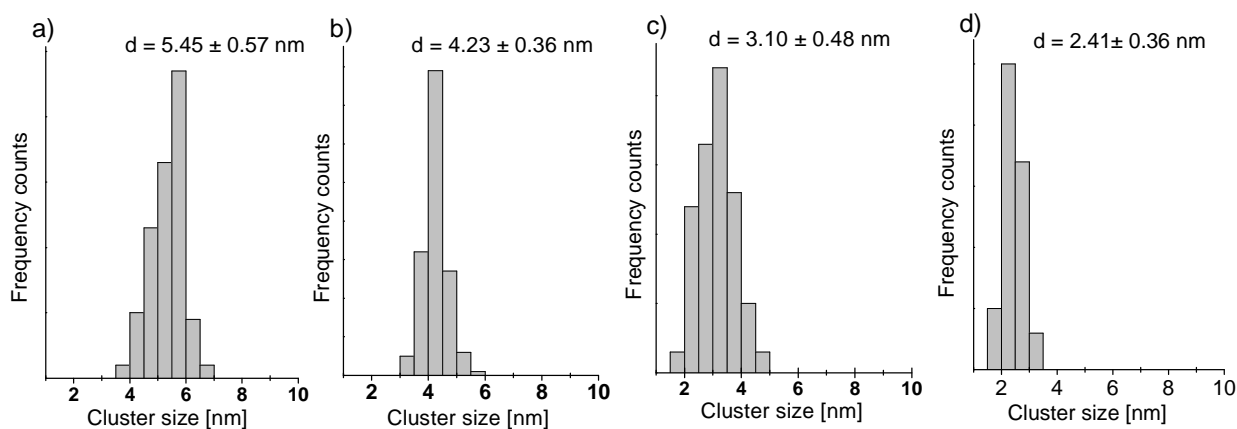 a)
d = 5.45 ± 0.57 nm
Frequency counts
2 4 6 8 10
Cluster size [nm]
b)
d = 4.23 ± 0.36 nm
Frequency counts
2 4 6 8 10
Cluster size [nm]
c)
d = 3.10 ± 0.48 nm
Frequency counts
2 4 6 8 10
Cluster size [nm]
d)
d = 2.41± 0.36 nm
Frequency counts
2 4 6 8 10
Cluster size [nm]